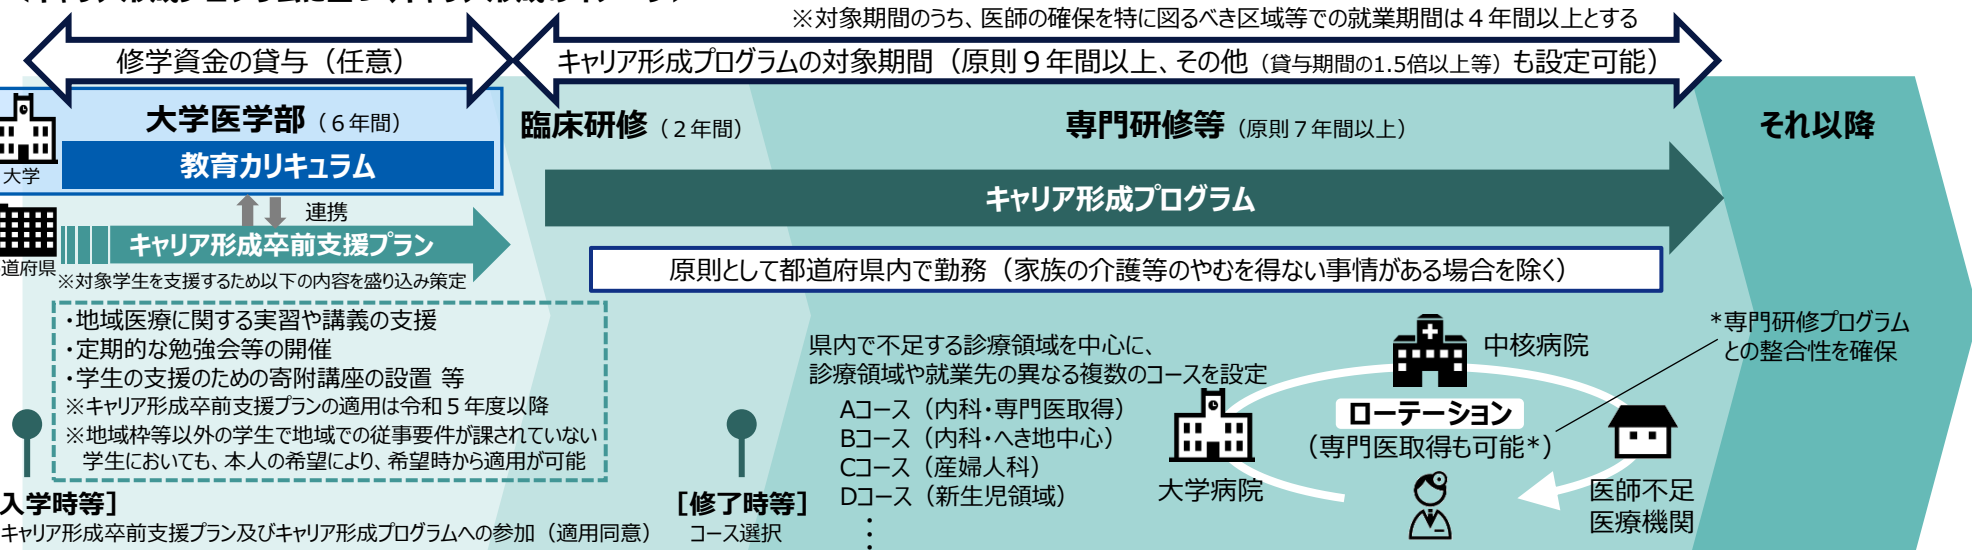 ※対象期間のうち、医師の確保を特に図るべき区域等での就業期間は４年間以上とする
修学資金の貸与（任意）
キャリア形成プログラムの対象期間（原則９年間以上、その他（貸与期間の1.5倍以上等）も設定可能）
大学医学部（６年間）
臨床研修（２年間）
専門研修等（原則７年間以上）
それ以降
教育カリキュラム
大学
キャリア形成プログラム
連携
キャリア形成卒前支援プラン
道府県
※対象学生を支援するため以下の内容を盛り込み策定
原則として都道府県内で勤務（家族の介護等のやむを得ない事情がある場合を除く）
・地域医療に関する実習や講義の支援
・定期的な勉強会等の開催
・学生の支援のための寄附講座の設置 等
※キャリア形成卒前支援プランの適用は令和５年度以降
※地域枠等以外の学生で地域での従事要件が課されていない
学生においても、本人の希望により、希望時から適用が可能
県内で不足する診療領域を中心に、
診療領域や就業先の異なる複数のコースを設定
Aコース（内科・専門医取得）
Bコース（内科・へき地中心）
Cコース（産婦人科）
Dコース（新生児領域）
・
・
・
中核病院
*専門研修プログラム
との整合性を確保
ローテーション
（専門医取得も可能*）
大学病院
医師不足
医療機関
入学時等]
キャリア形成卒前支援プラン及びキャリア形成プログラムへの参加（適用同意）
[修了時等]
コース選択